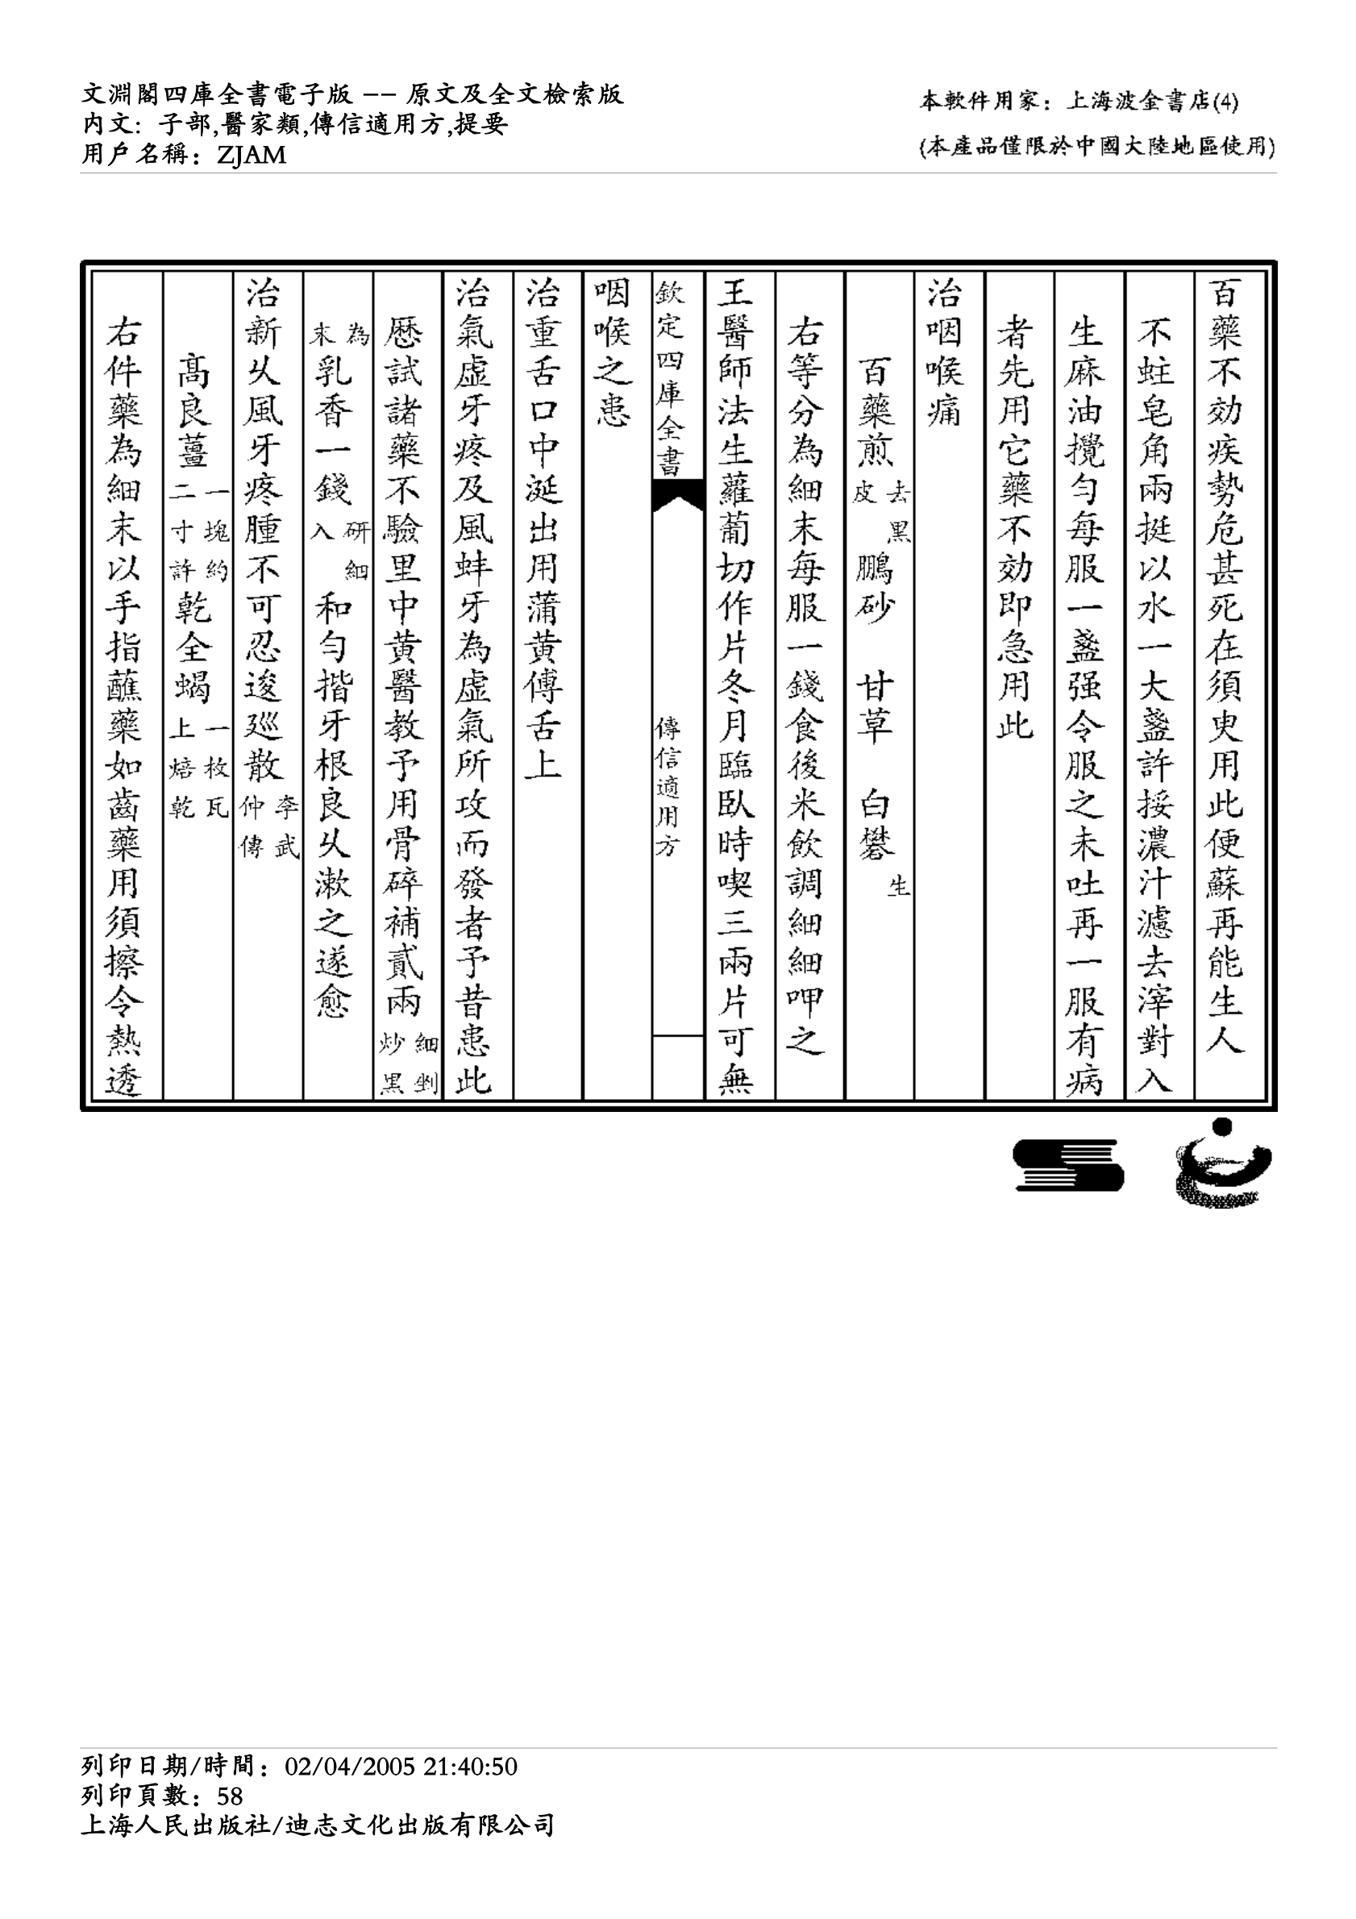 文淵閣四庫全書電子版 -- 原文及全文檢索版
内文: 子部,醫家類,傳信適用方,提要
用戶名稱: ZJAM
本軟件用家: 上海波金書店(4)
(本產品僅限於中國大陸地區使用)
百藥不効疾勢危甚死在須臾用此便蘇再能生人
不蛀皂角兩挺以水一大盞許挼濃汁濾去滓對入
生麻油攪勻每服一盞强令服之未吐再一服有病
者先用它藥不効即急用此
治咽喉痛
百藥煎去黑皮 鵬砂 甘草 白礬生
右等分為細末每服一錢食後米飲調細細呷之
王醫師法生蘿蔔切作片冬月臨臥時喫三兩片可無
欽定四庫全書 傳信適用方
咽喉之患
治重舌口中涎出用蒲黄傅舌上
治氣虛牙疼及風蚌牙為虛氣所攻而發者予昔患此
厯試諸藥不驗里中黄醫教予用骨碎補貳兩細剉炒黑
為末乳香一錢研細入和勻揩牙根良乆漱之遂愈
治新乆風牙疼腫不可忍逡廵散李武仲傳
髙良薑一塊約二寸許乾全蝎一枚瓦上焙乾
右件藥為細末以手指蘸藥如齒藥用須擦令熱透
列印日期/時間: 02/04/2005 21:40:50
列印頁數: 58
上海人民出版社/迪志文化出版有限公司